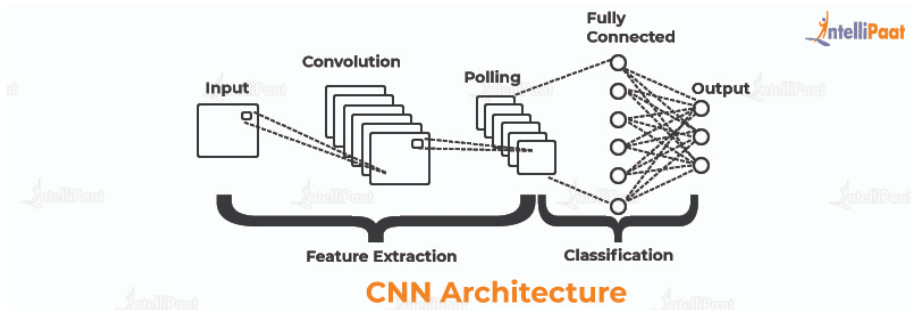 Fully
Connected
IntelliPaat
Convolution
Polling
Input
Output
Feature Extraction
Classification
CNN Architecture